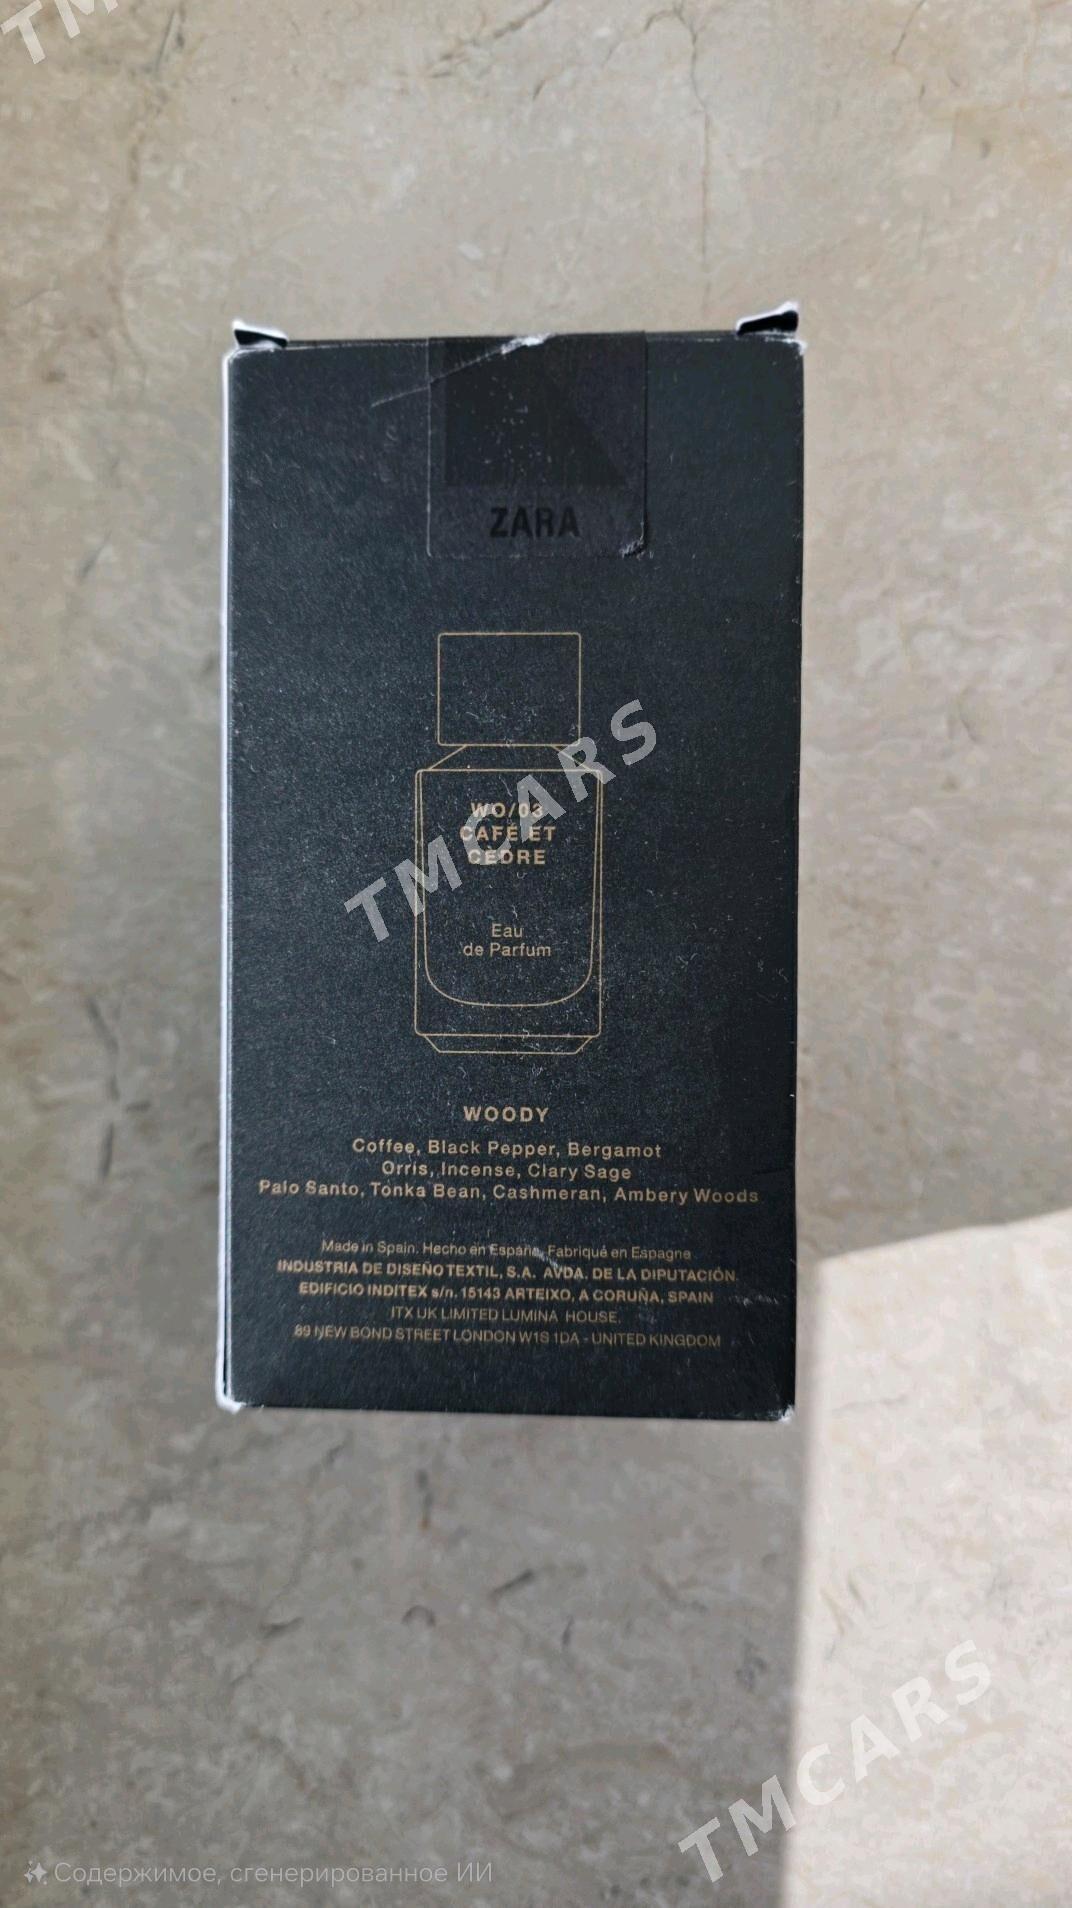 TM
ZARA
WO/03
CAFÉ ET
CÈDRE
Eau
de Parfum
TMCARS
WOODY
Coffee, Black Pepper, Bergamot
Orris, Incense, Clary Sage
Palo Santo, Tonka Bean, Cashmeran, Ambery Woods
Made in Spain. Hecho en España. Fabriqué en Espagne
INDUSTRIA DE DISEÑO TEXTIL, S.A. AVDA. DE LA DIPUTACIÓN.
EDIFICIO INDITEX s/n. 15143 ARTEIXO, A CORUÑA, SPAIN
ITX UK LIMITED LUMINA HOUSE,
89 NEW BOND STREET LONDON W1S 1DA - UNITED KINGDOM
TMCARS
Содержимое, сгенерированное ИИ